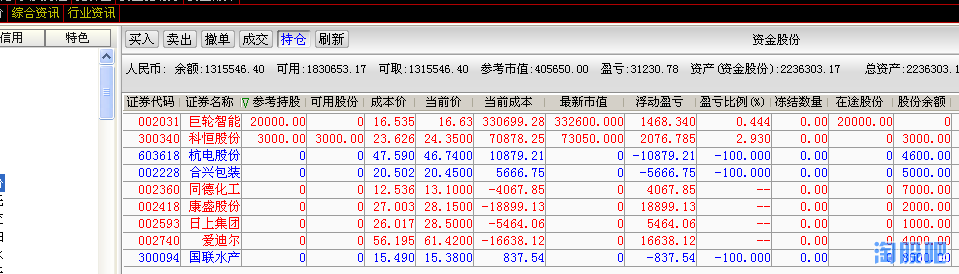 综合资讯 行业资讯
信用 特色
买入 卖出 撤单 成交 持仓 刷新 资金股份
人民币: 余额:1315546.40 可用:1830653.17 可取:1315546.40 参考市值:405650.00 盈亏:31230.78 资产(资金股份):2236303.17 总资产:2236303.1
证券代码 证券名称 参考持股 可用股份 成本价 当前价 当前成本 最新市值 浮动盈亏 盈亏比例(%) 冻结数量 在途股份 股份余额
002031 巨轮智能 20000.00 0 16.535 16.63 330699.28 332600.000 1468.340 0.444 0.00 20000.00 0
300340 科恒股份 3000.00 3000.00 23.626 24.3500 70878.25 73050.000 2076.785 2.930 0.00 0 3000.00
603618 杭电股份 0 0 47.590 46.7400 10879.21 0 -10879.21 -100.000 0.00 0 4600.00
002228 合兴包装 0 0 20.502 20.4500 5666.75 0 -5666.75 -100.000 0.00 0 5000.00
002360 同德化工 0 0 12.536 13.1000 -4067.85 0 4067.85 -- 0.00 0 7000.00
002418 康盛股份 0 0 27.003 28.1500 -18899.13 0 18899.13 -- 0.00 0 2000.00
002593 日上集团 0 0 26.017 28.5000 -5464.06 0 5464.06 -- 0.00 0 1000.00
002740 爱迪尔 0 0 56.195 61.4200 -16638.12 0 16638.12 -- 0.00 0
300094 国联水产 0 0 15.490 15.3800 837.54 0 -837.54 -100.000 0.00
淘股吧